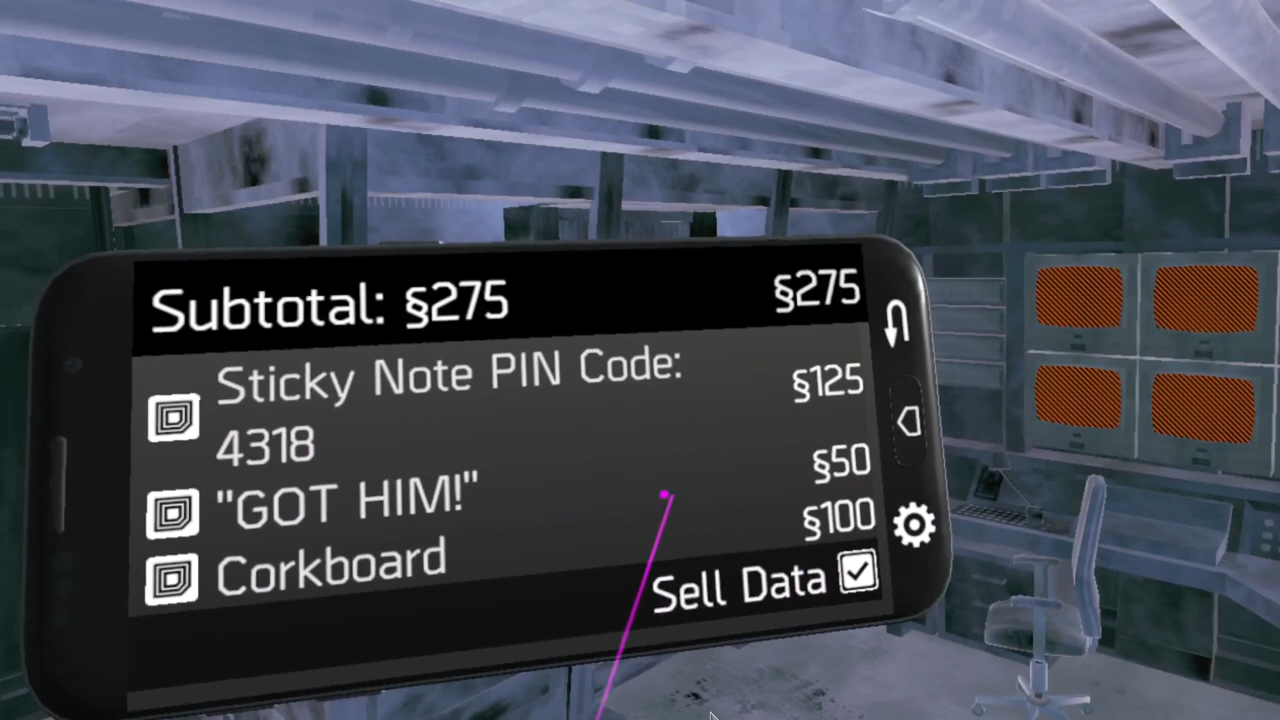 Subtotal: §275 §275
Sticky Note PIN Code: §125
4318
"GOT HIM!" §50
Corkboard §100
Sell Data